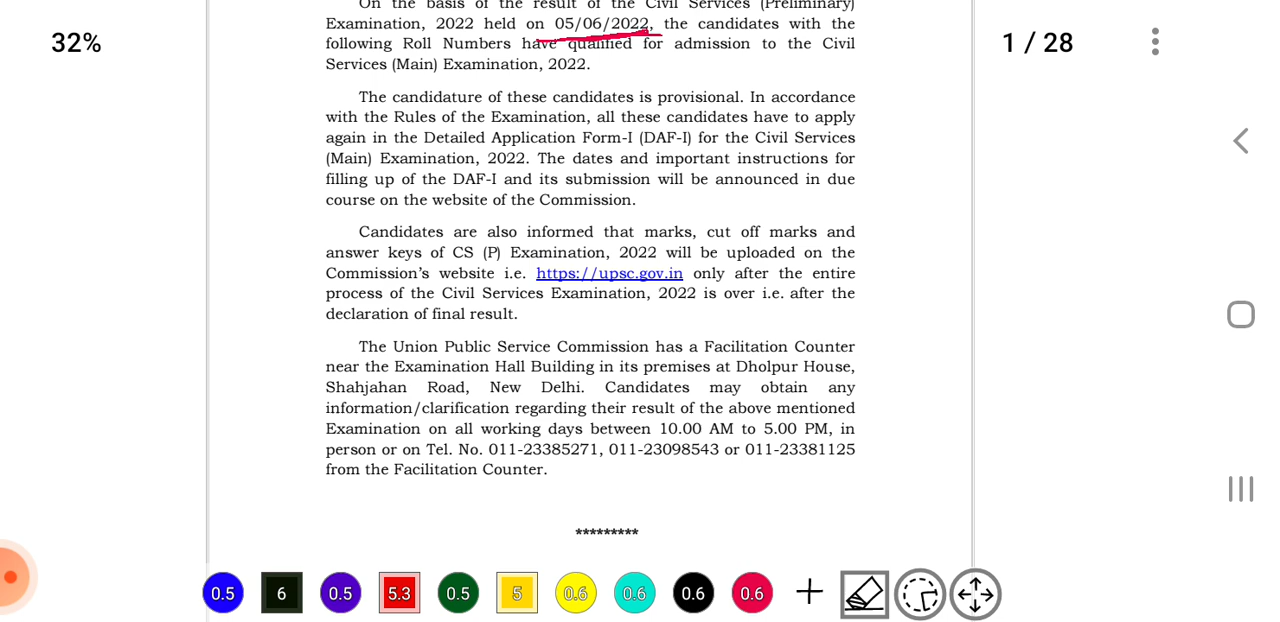 On the basis of the result of the Civil Services (Preliminary)
32%
1 / 28
Examination, 2022 held on 05/06/2022, the candidates with the
following Roll Numbers have qualified for admission to the Civil
Services (Main) Examination, 2022.
The candidature of these candidates is provisional. In accordance
with the Rules of the Examination, all these candidates have to apply
again in the Detailed Application Form-I (DAF-I) for the Civil Services
(Main) Examination, 2022. The dates and important instructions for
filling up of the DAF-I and its submission will be announced in due
course on the website of the Commission.
Candidates are also informed that marks, cut off marks and
answer keys of CS (P) Examination, 2022 will be uploaded on the
Commission's website i.e. https://upsc.gov.in only after the entire
process of the Civil Services Examination, 2022 is over i.e. after the
declaration of final result.
The Union Public Service Commission has a Facilitation Counter
near the Examination Hall Building in its premises at Dholpur House,
Shahjahan Road, New Delhi. Candidates may obtain any
information/clarification regarding their result of the above mentioned
Examination on all working days between 10.00 AM to 5.00 PM, in
person or on Tel. No. 011-23385271, 011-23098543 or 011-23381125
from the Facilitation Counter.
*********
0.5 6 0.5 5.3 0.5 5 0.6 0.6 0.6 0.6